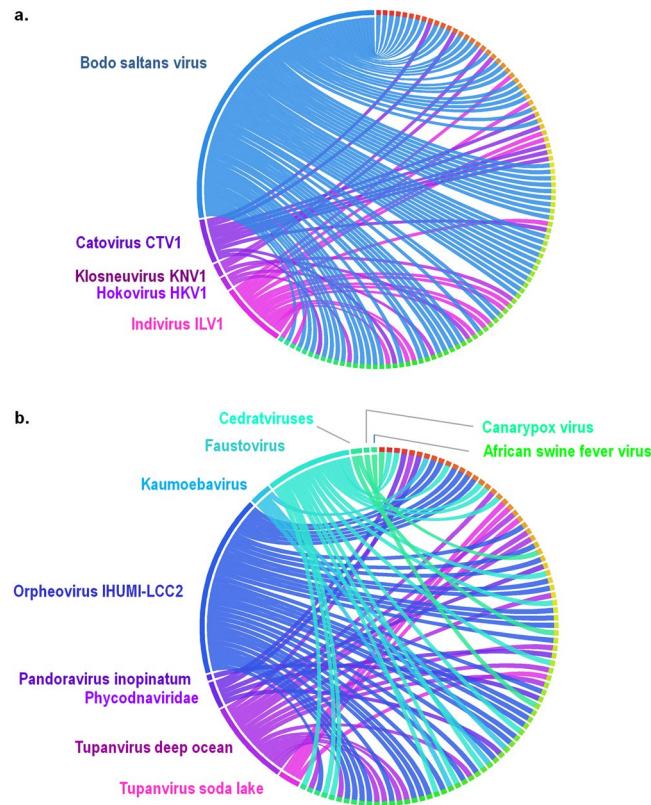 a.
Bodo saltans virus
Catovirus CTV1
Klosneuvirus KNV1
Hokovirus HKV1
Indivirus ILV1
b.
Cedratviruses
Canarypox virus
Faustovirus
African swine fever virus
Kaumoebavirus
Orpheovirus IHUMI-LCC2
Pandoravirus inopinatum
Phycodnaviridae
Tupanvirus deep ocean
Tupanvirus soda lake